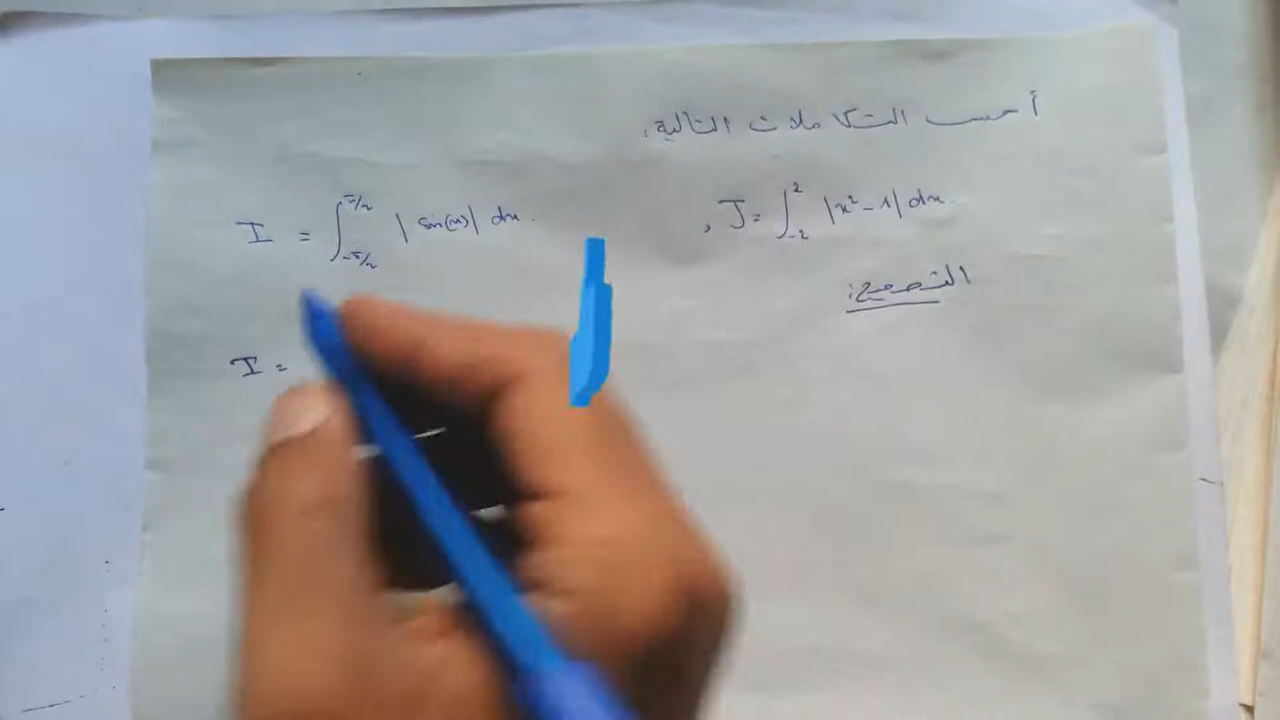 أحسب التكاملات التالية.
I = ∫_{-π/2}^{π/2} |sin(x)| dx. , J = ∫_{-2}^{2} |x² - 1| dx.
التصحيح:
I =